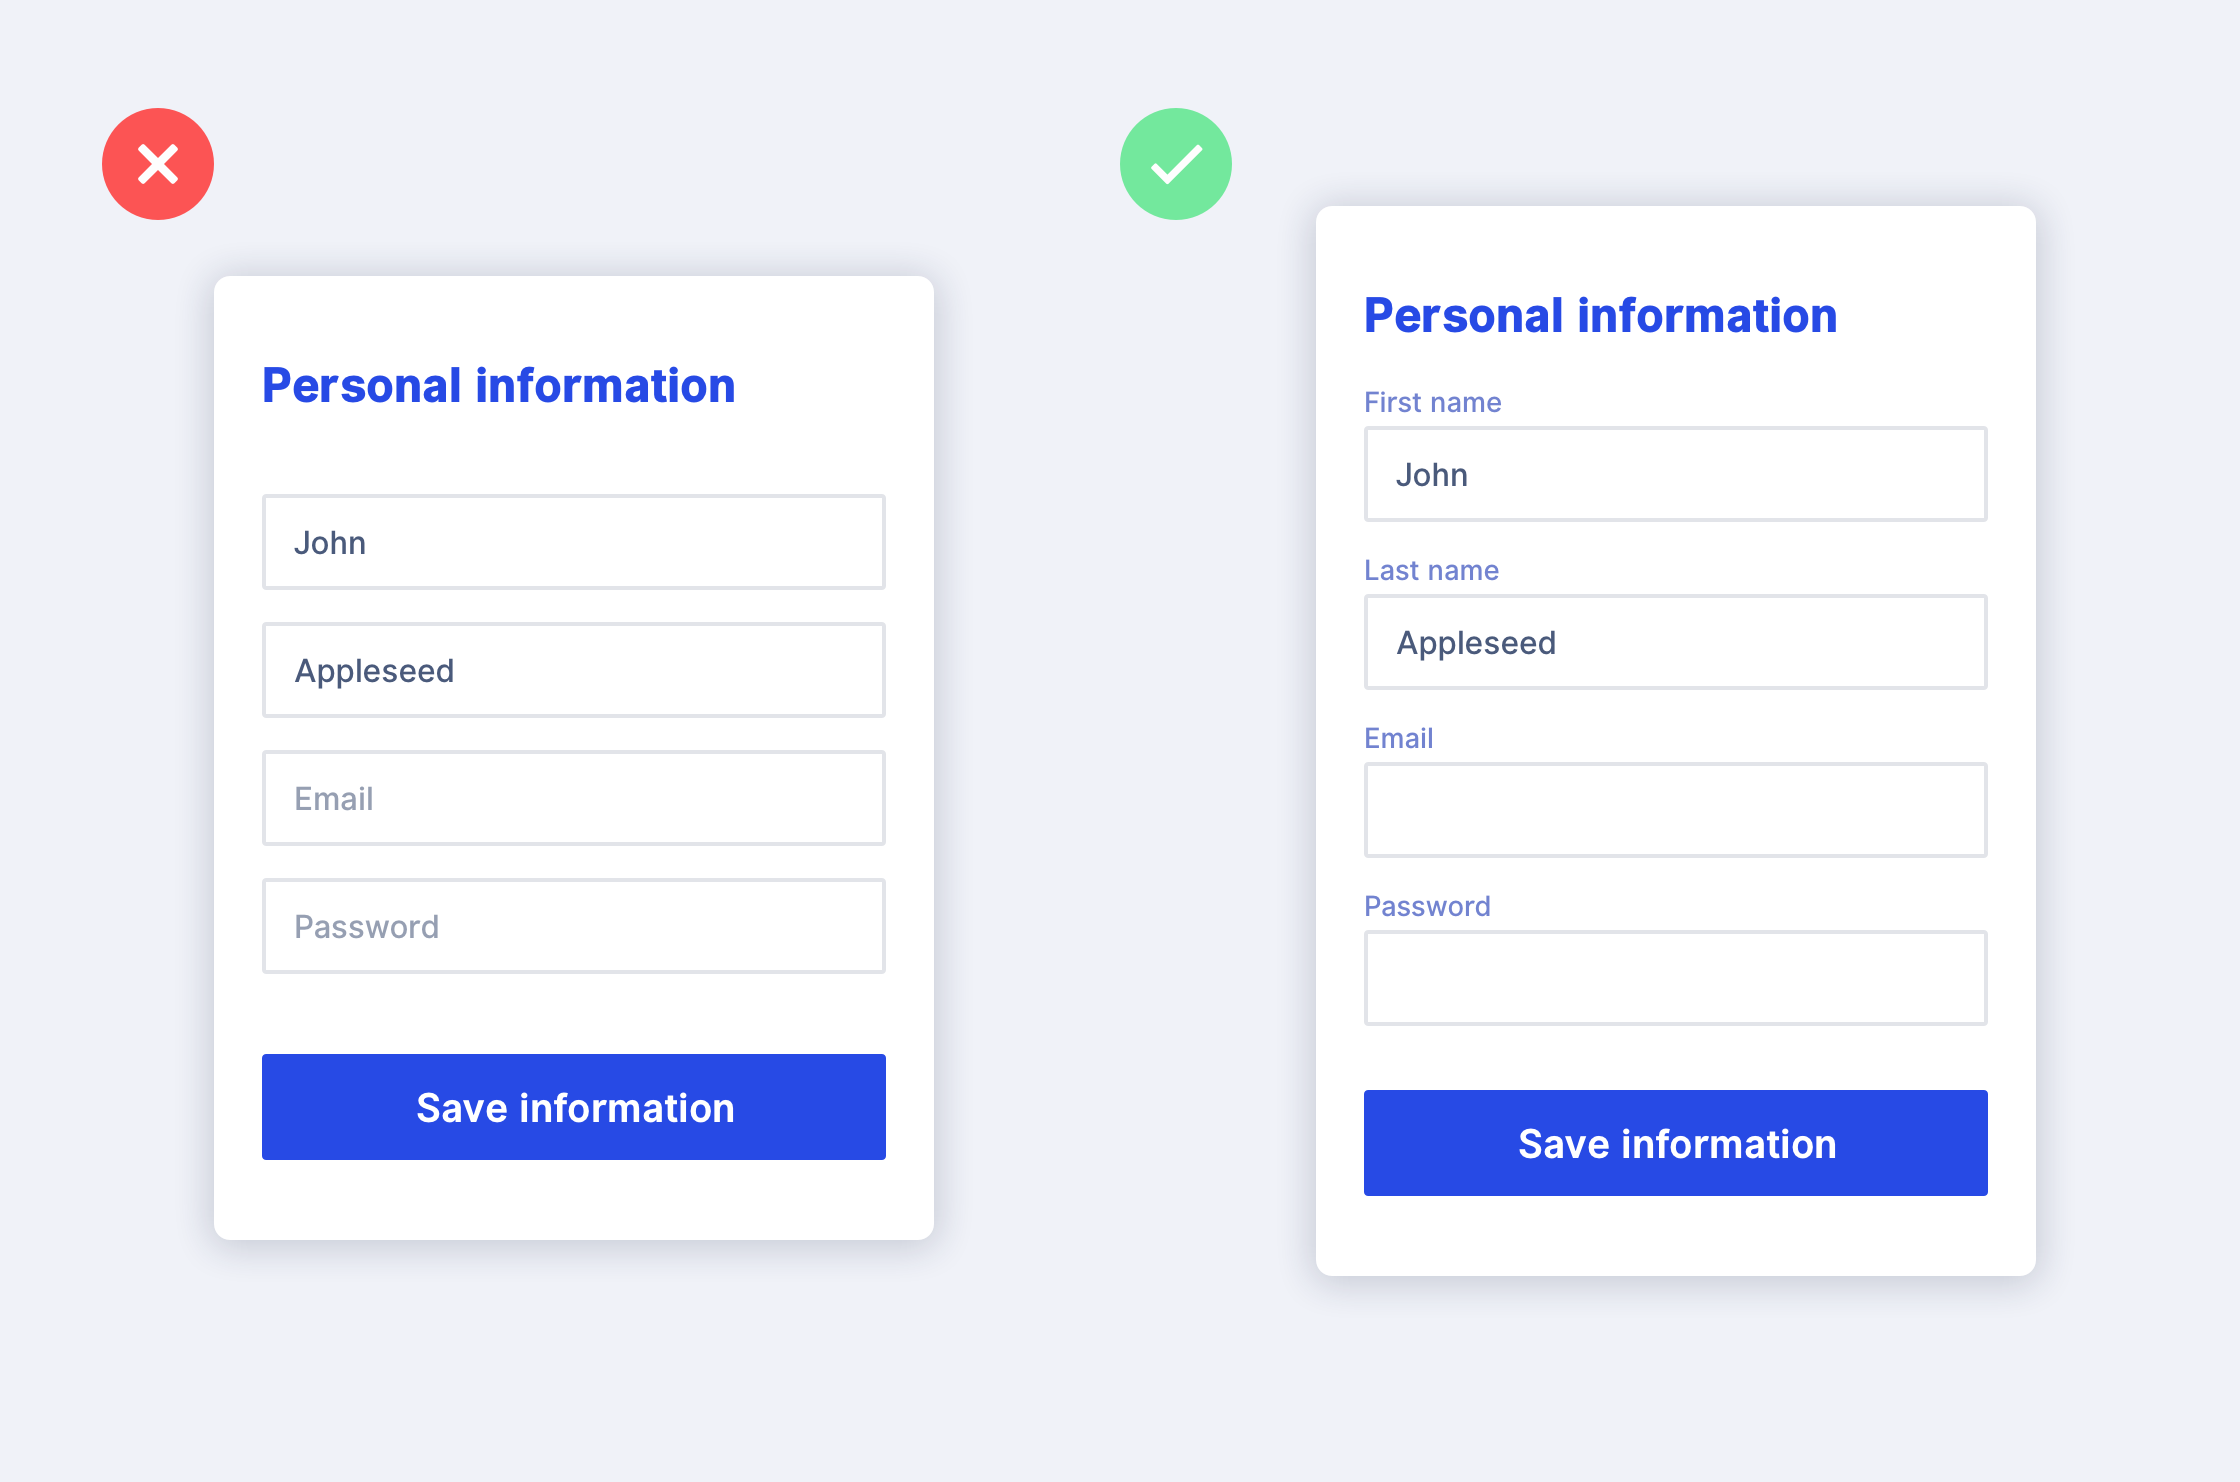 Personal information
John
Appleseed
Email
Password
Save information
Personal information
First name
John
Last name
Appleseed
Email
Password
Save information